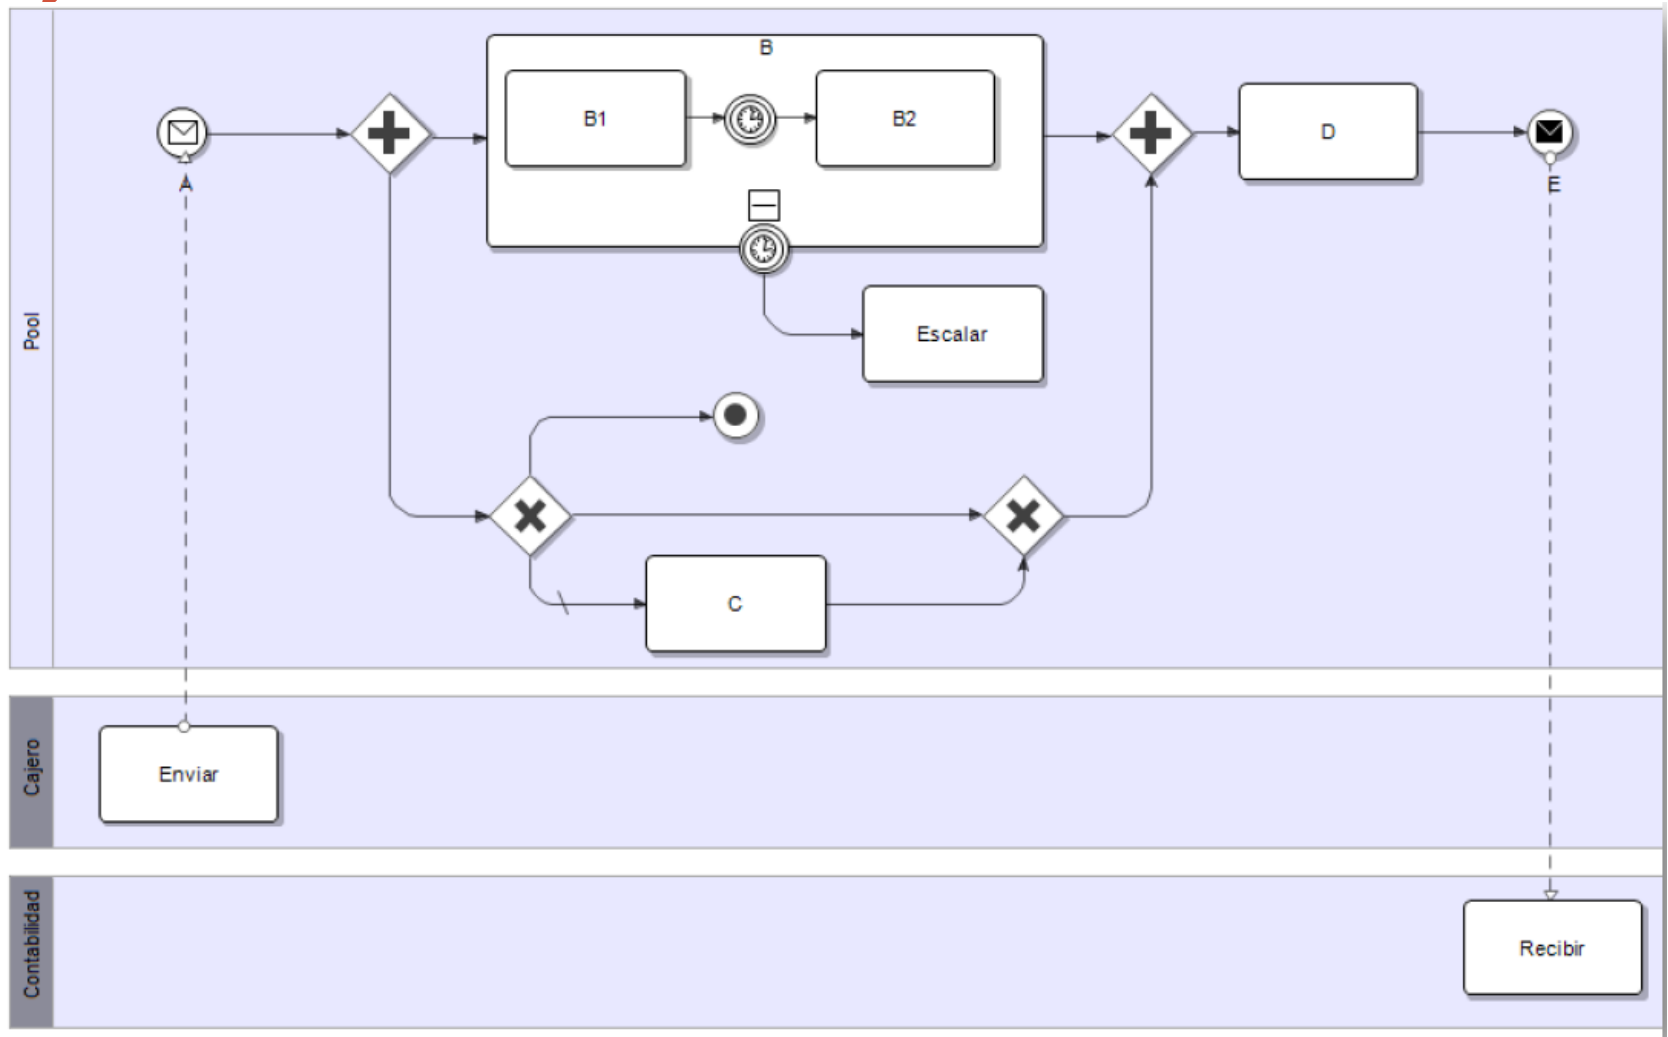 Pool
B
B1
B2
A
D
E
Escalar
C
Cajero
Enviar
Contabilidad
Recibir